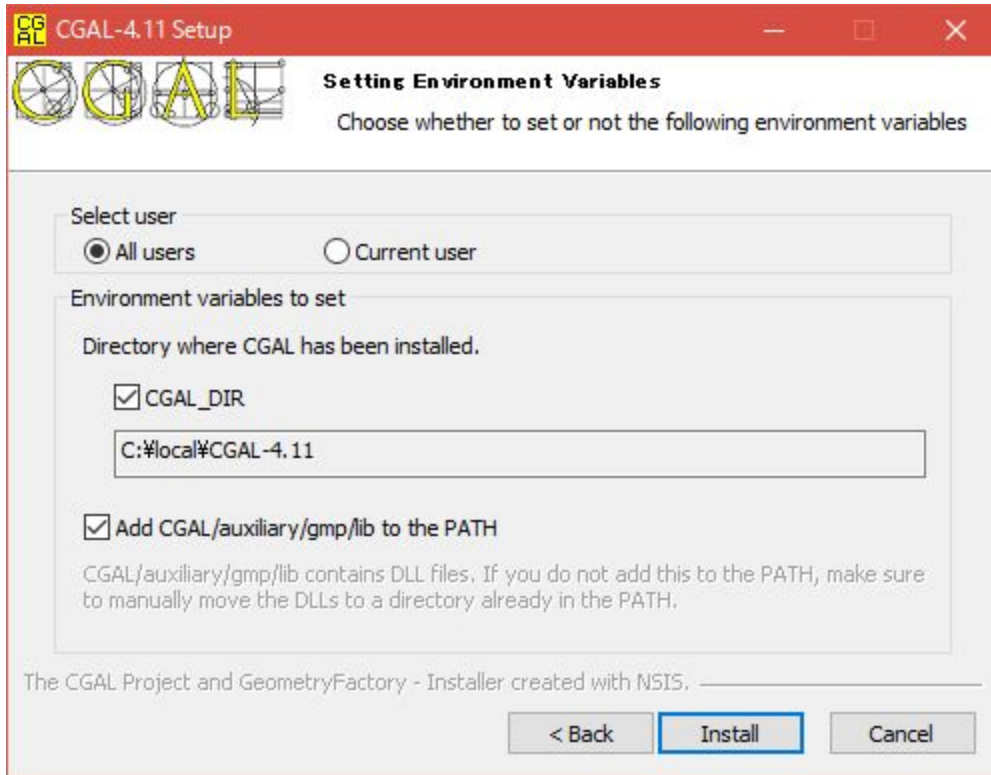 CG
AL
CGAL-4.11 Setup
CGAL
Setting Environment Variables
Choose whether to set or not the following environment variables
Select user
All users
Current user
Environment variables to set
Directory where CGAL has been installed.
CGAL_DIR
C:¥local¥CGAL-4.11
Add CGAL/auxiliary/gmp/lib to the PATH
CGAL/auxiliary/gmp/lib contains DLL files. If you do not add this to the PATH, make sure
to manually move the DLLs to a directory already in the PATH.
The CGAL Project and GeometryFactory - Installer created with NSIS.
< Back
Install
Cancel